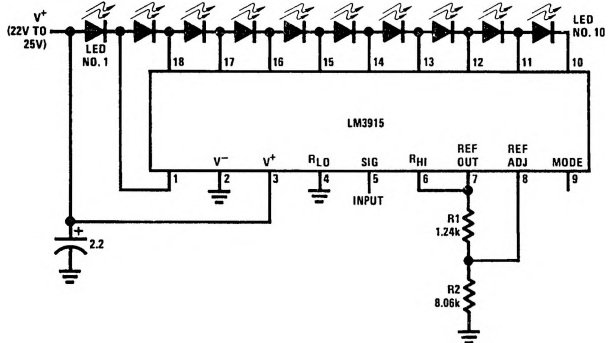 V+
(22V TO
25V)
LED
NO. 1
LED
NO. 10
18 17 16 15 14 13 12 11 10
LM3915
V− V+ RLO SIG RHI REF OUT REF ADJ MODE
1 2 3 4 5 6 7 8 9
INPUT
+
2.2
R1
1.24k
R2
8.06k